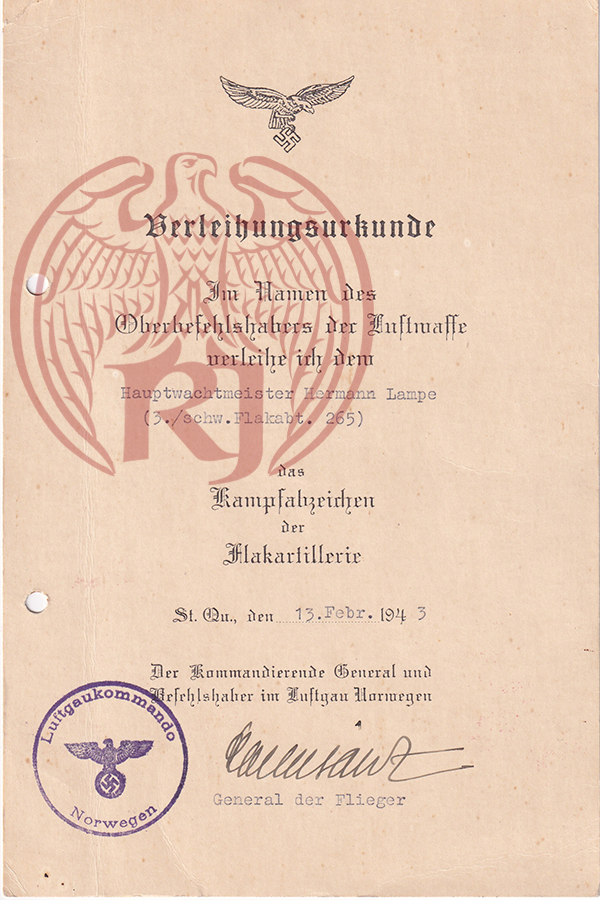 Verleihungsurkunde
Im Namen des
Oberbefehlshabers der Luftwaffe
verleihe ich dem
Hauptwachtmeister Hermann Lampe
(3./schw.Flakabt. 265)
RJ
das
Kampfabzeichen
der
Flakartillerie
St. Qu., den 13.Febr. 1943
Der Kommandierende General und
Befehlshaber im Luftgau Norwegen
General der Flieger
Luftgaukommando
Norwegen